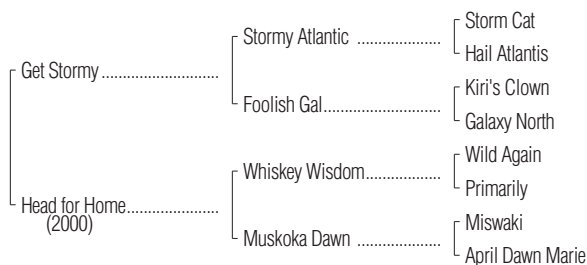 Storm Cat
Stormy Atlantic ....................
Hail Atlantis
Get Stormy ............................
Kiri's Clown
Foolish Gal............................
Galaxy North
Wild Again
Whiskey Wisdom..................
Primarily
Head for Home......................
(2000)
Miswaki
Muskoka Dawn ....................
April Dawn Marie